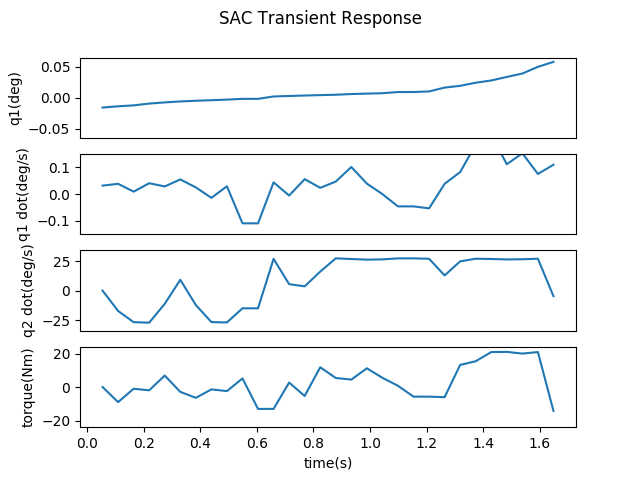 SAC Transient Response
q1(deg)
0.05
0.00
−0.05
q1 dot(deg/s)
0.1
0.0
−0.1
q2 dot(deg/s)
25
0
−25
torque(Nm)
20
0
−20
0.0 0.2 0.4 0.6 0.8 1.0 1.2 1.4 1.6
time(s)